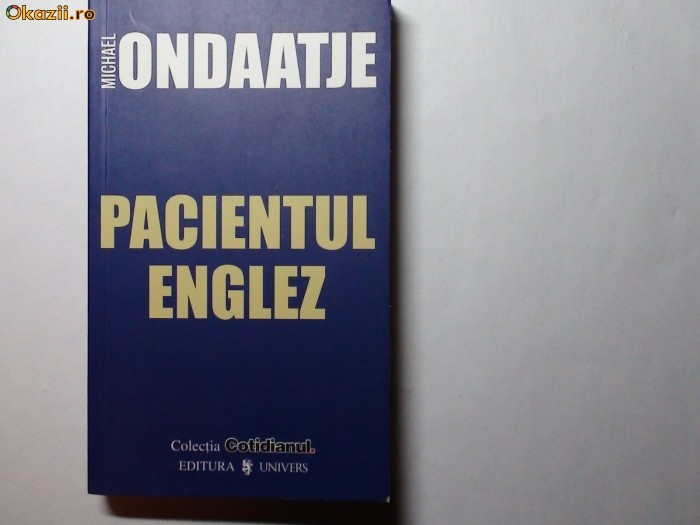 Okazii.ro
MICHAEL
ONDAATJE
PACIENTUL
ENGLEZ
Colecția Cotidianul.
EDITURA UNIVERS